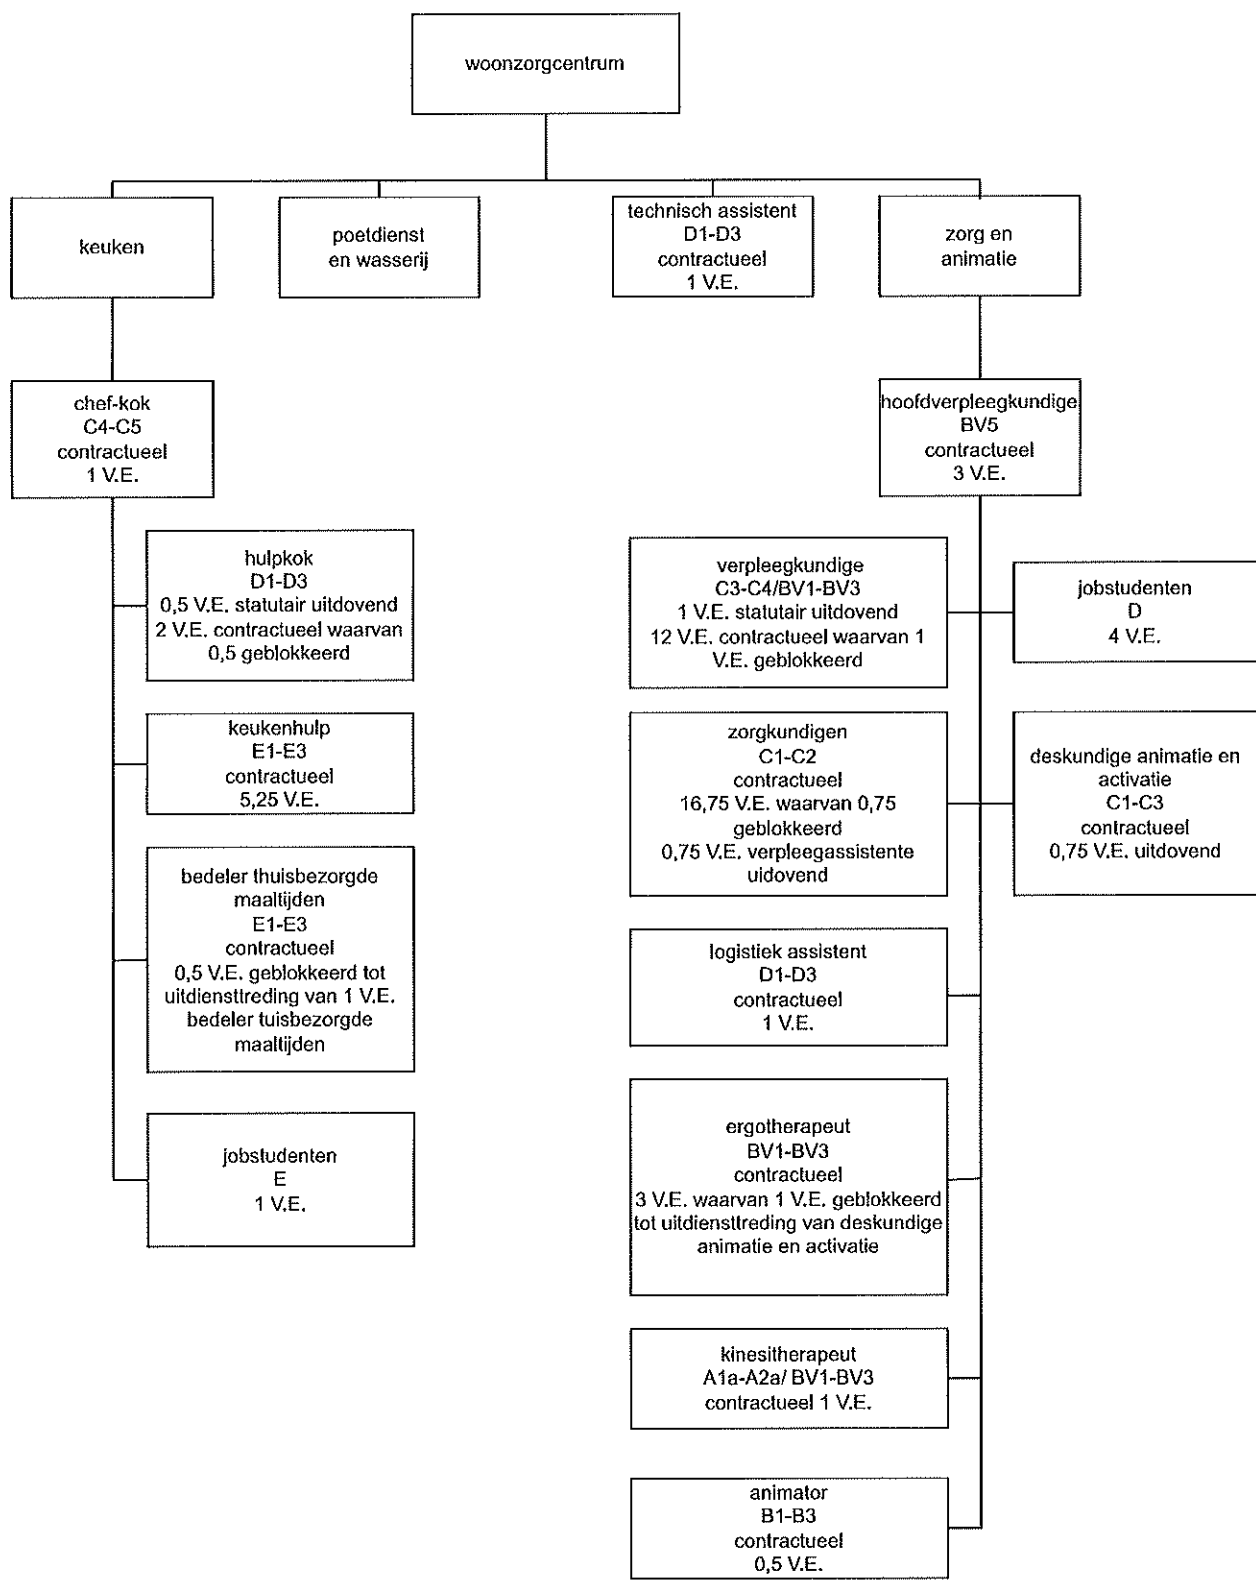 woonzorgcentrum
keuken
poetdienst
en wasserij
technisch assistent
D1-D3
contractueel
1 V.E.
zorg en
animatie
chef-kok
C4-C5
contractueel
1 V.E.
hoofdverpleegkundige
BV5
contractueel
3 V.E.
hulpkok
D1-D3
0,5 V.E. statutair uitdovend
2 V.E. contractueel waarvan
0,5 geblokkeerd
keukenhulp
E1-E3
contractueel
5,25 V.E.
bedeler thuisbezorgde
maaltijden
E1-E3
contractueel
0,5 V.E. geblokkeerd tot
uitdiensttreding van 1 V.E.
bedeler tuisbezorgde
maaltijden
jobstudenten
E
1 V.E.
verpleegkundige
C3-C4/BV1-BV3
1 V.E. statutair uitdovend
12 V.E. contractueel waarvan 1
V.E. geblokkeerd
jobstudenten
D
4 V.E.
zorgkundigen
C1-C2
contractueel
16,75 V.E. waarvan 0,75
geblokkeerd
0,75 V.E. verpleegassistente
uidovend
deskundige animatie en
activatie
C1-C3
contractueel
0,75 V.E. uitdovend
logistiek assistent
D1-D3
contractueel
1 V.E.
ergotherapeut
BV1-BV3
contractueel
3 V.E. waarvan 1 V.E. geblokkeerd
tot uitdiensttreding van deskundige
animatie en activatie
kinesitherapeut
A1a-A2a/ BV1-BV3
contractueel 1 V.E.
animator
B1-B3
contractueel
0,5 V.E.